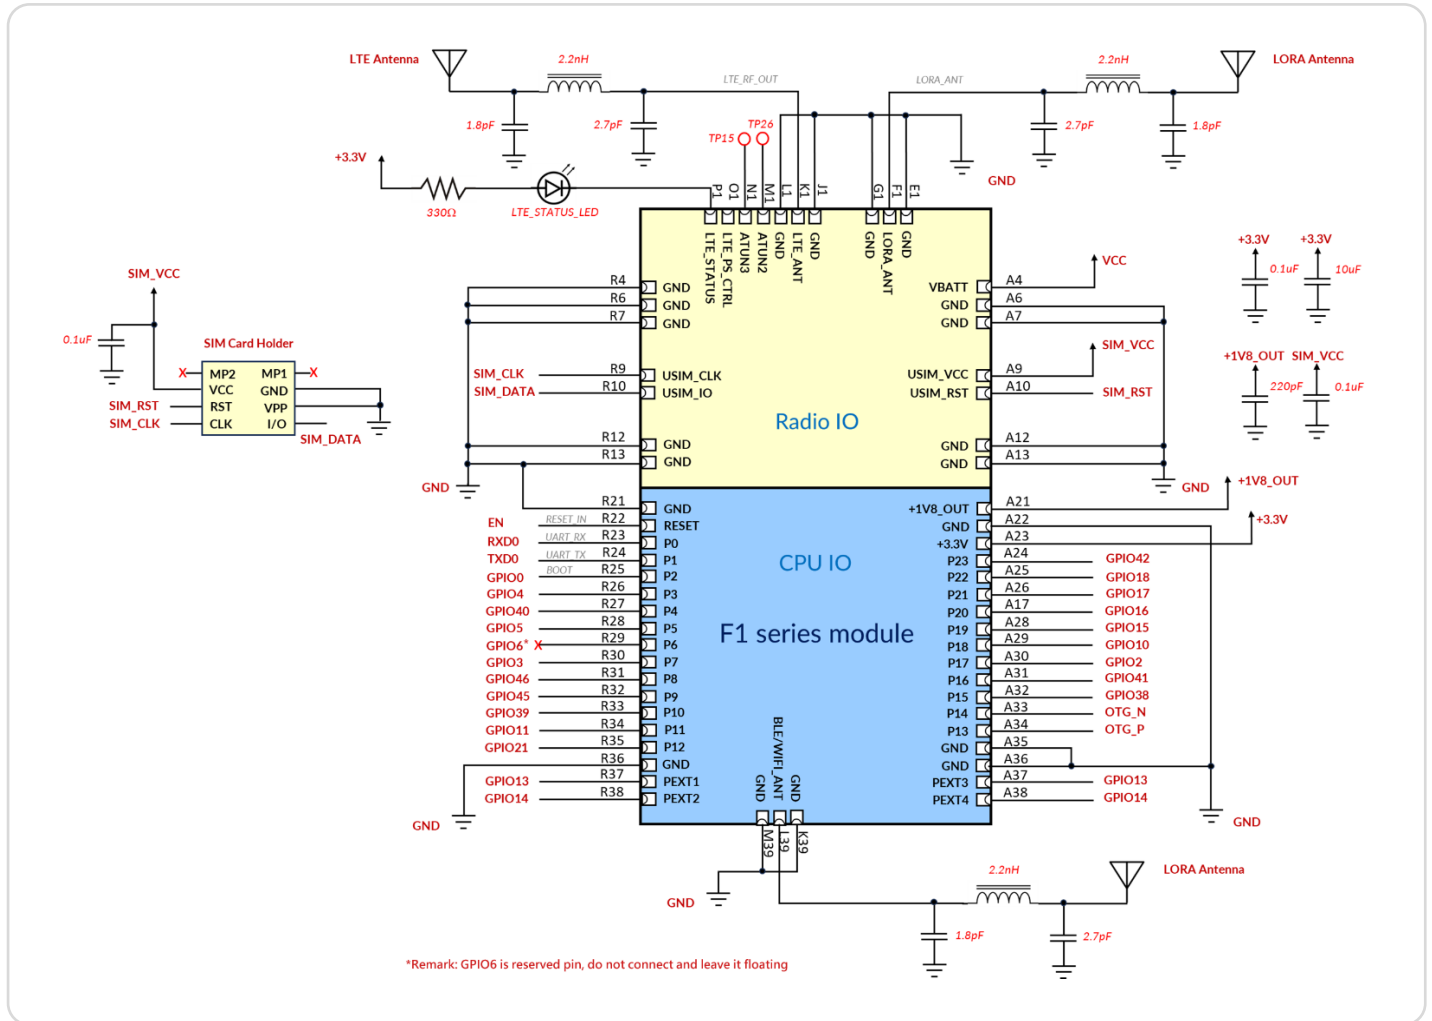 LTE Antenna
2.2nH
LTE_RF_OUT
1.8pF
2.7pF
LORA_ANT
2.2nH
LORA Antenna
2.7pF
1.8pF
TP15
TP26
+3.3V
330Ω
LTE_STATUS_LED
GND
P1
O1
N1
M1
L1
K1
J1
G1
F1
E1
LTE_STATUS
LTE_PS_CTRL
ATUN3
ATUN2
GND
LTE_ANT
GND
GND
LORA_ANT
GND
SIM_VCC
0.1uF
SIM Card Holder
X MP2 MP1 X
VCC GND
SIM_RST RST VPP
SIM_CLK CLK I/O
SIM_DATA
R4 GND
R6 GND
R7 GND
SIM_CLK R9 USIM_CLK
SIM_DATA R10 USIM_IO
R12 GND
R13 GND
GND
VBATT A4 VCC
GND A6
GND A7
USIM_VCC A9 SIM_VCC
USIM_RST A10 SIM_RST
GND A12
GND A13
GND
Radio IO
+3.3V +3.3V
0.1uF 10uF
+1V8_OUT SIM_VCC
220pF 0.1uF
R21 GND
EN RESET_IN R22 RESET
RXD0 UART_RX R23 P0
TXD0 UART_TX R24 P1
GPIO0 BOOT R25 P2
GPIO4 R26 P3
GPIO40 R27 P4
GPIO5 R28 P5
GPIO6* X R29 P6
GPIO3 R30 P7
GPIO46 R31 P8
GPIO45 R32 P9
GPIO39 R33 P10
GPIO11 R34 P11
GPIO21 R35 P12
R36 GND
GPIO13 R37 PEXT1
GPIO14 R38 PEXT2
GND
CPU IO
F1 series module
+1V8_OUT A21 +1V8_OUT
GND A22
+3.3V A23 +3.3V
P23 A24 GPIO42
P22 A25 GPIO18
P21 A26 GPIO17
P20 A17 GPIO16
P19 A28 GPIO15
P18 A29 GPIO10
P17 A30 GPIO2
P16 A31 GPIO41
P15 A32 GPIO38
P14 A33 OTG_N
P13 A34 OTG_P
GND A35
GND A36
PEXT3 A37 GPIO13
PEXT4 A38 GPIO14
GND
GND
BLE/WIFI_ANT
GND
M39
L39
K39
GND
2.2nH
LORA Antenna
1.8pF
2.7pF
*Remark: GPIO6 is reserved pin, do not connect and leave it floating